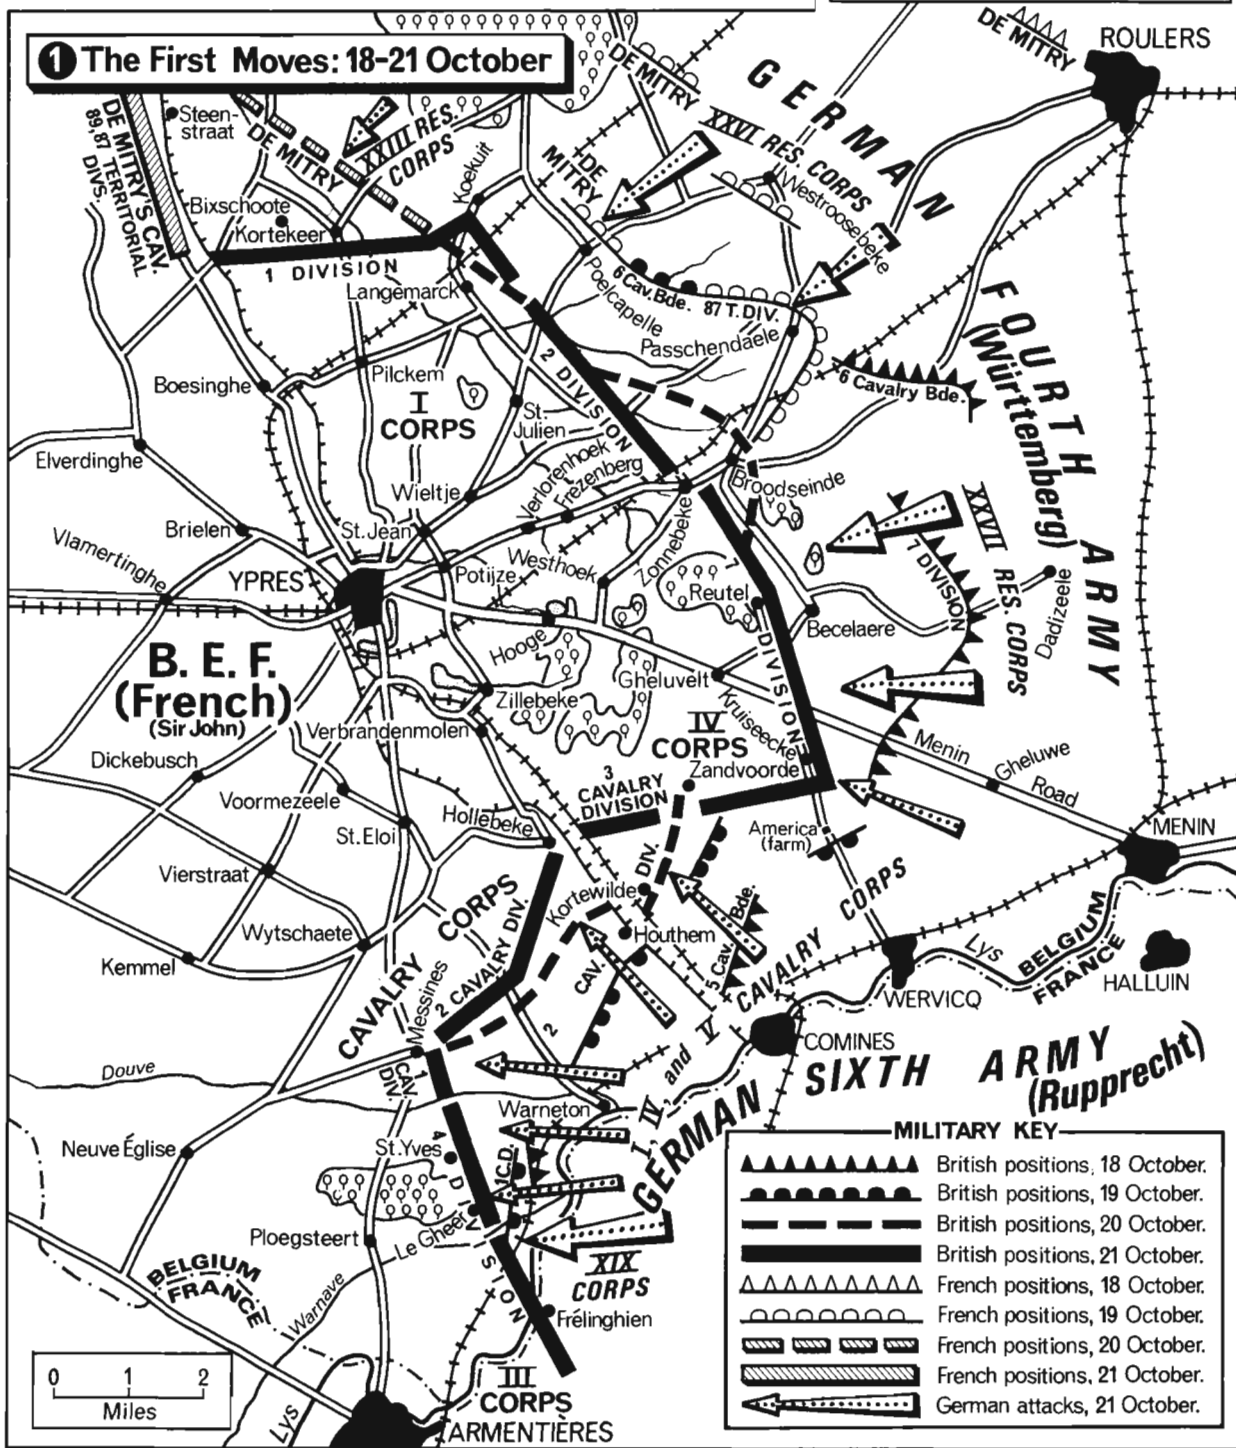 1 The First Moves: 18-21 October
DE MITRY
ROULERS
DE MITRY
GERMAN
FOURTH ARMY
(Württemberg)
DE MITRY'S CAV.
89,87 TERRITORIAL
DIVS.
Steen-
straat
DE MITRY
XXIII RES.
CORPS
Koekuit
DE
MITRY
XXVI RES. CORPS
Westroosebeke
Bixschoote
Kortekeer
1 DIVISION
Langemarck
Poelcapelle
6 Cav. Bde.
87 T. DIV.
Passchendaele
6 Cavalry Bde.
Boesinghe
Pilckem
I
CORPS
2 DIVISION
St.
Julien
Elverdinghe
Wieltje
Verlorenhoek
Frezenberg
Broodseinde
Brielen
St. Jean
Zonnebeke
Vlamertinghe
YPRES
Potijze
Westhoek
Reutel
7 DIVISION
7 DIVISION
XXVII RES. CORPS
Dadizeele
Becelaere
B. E. F.
(French)
(Sir John)
Hooge
Gheluvelt
Zillebeke
Kruiseecke
Verbrandenmolen
IV
CORPS
Zandvoorde
Menin Road
Gheluwe
Dickebusch
3
CAVALRY
DIVISION
Voormezeele
Hollebeke
St. Eloi
America
(farm)
MENIN
Vierstraat
CORPS
DIV.
Kortewilde
Wytschaete
2 CAVALRY DIV.
Houthem
5 Cav. Bde.
Kemmel
CAVALRY
Messines
CAV.
2
I, IV, and V CAVALRY CORPS
Lys
BELGIUM
FRANCE
HALLUIN
WERVICQ
COMINES
GERMAN SIXTH ARMY
(Rupprecht)
Douve
1
CAV.
DIV.
Warneton
Neuve Église
St. Yves
4 DIVISION
1 C.D.
Ploegsteert
Le Gheer
XIX
CORPS
BELGIUM
FRANCE
Warnave
Frélinghien
III
CORPS
Lys
ARMENTIÈRES
0 1 2
Miles
MILITARY KEY
British positions, 18 October.
British positions, 19 October.
British positions, 20 October.
British positions, 21 October.
French positions, 18 October.
French positions, 19 October.
French positions, 20 October.
French positions, 21 October.
German attacks, 21 October.